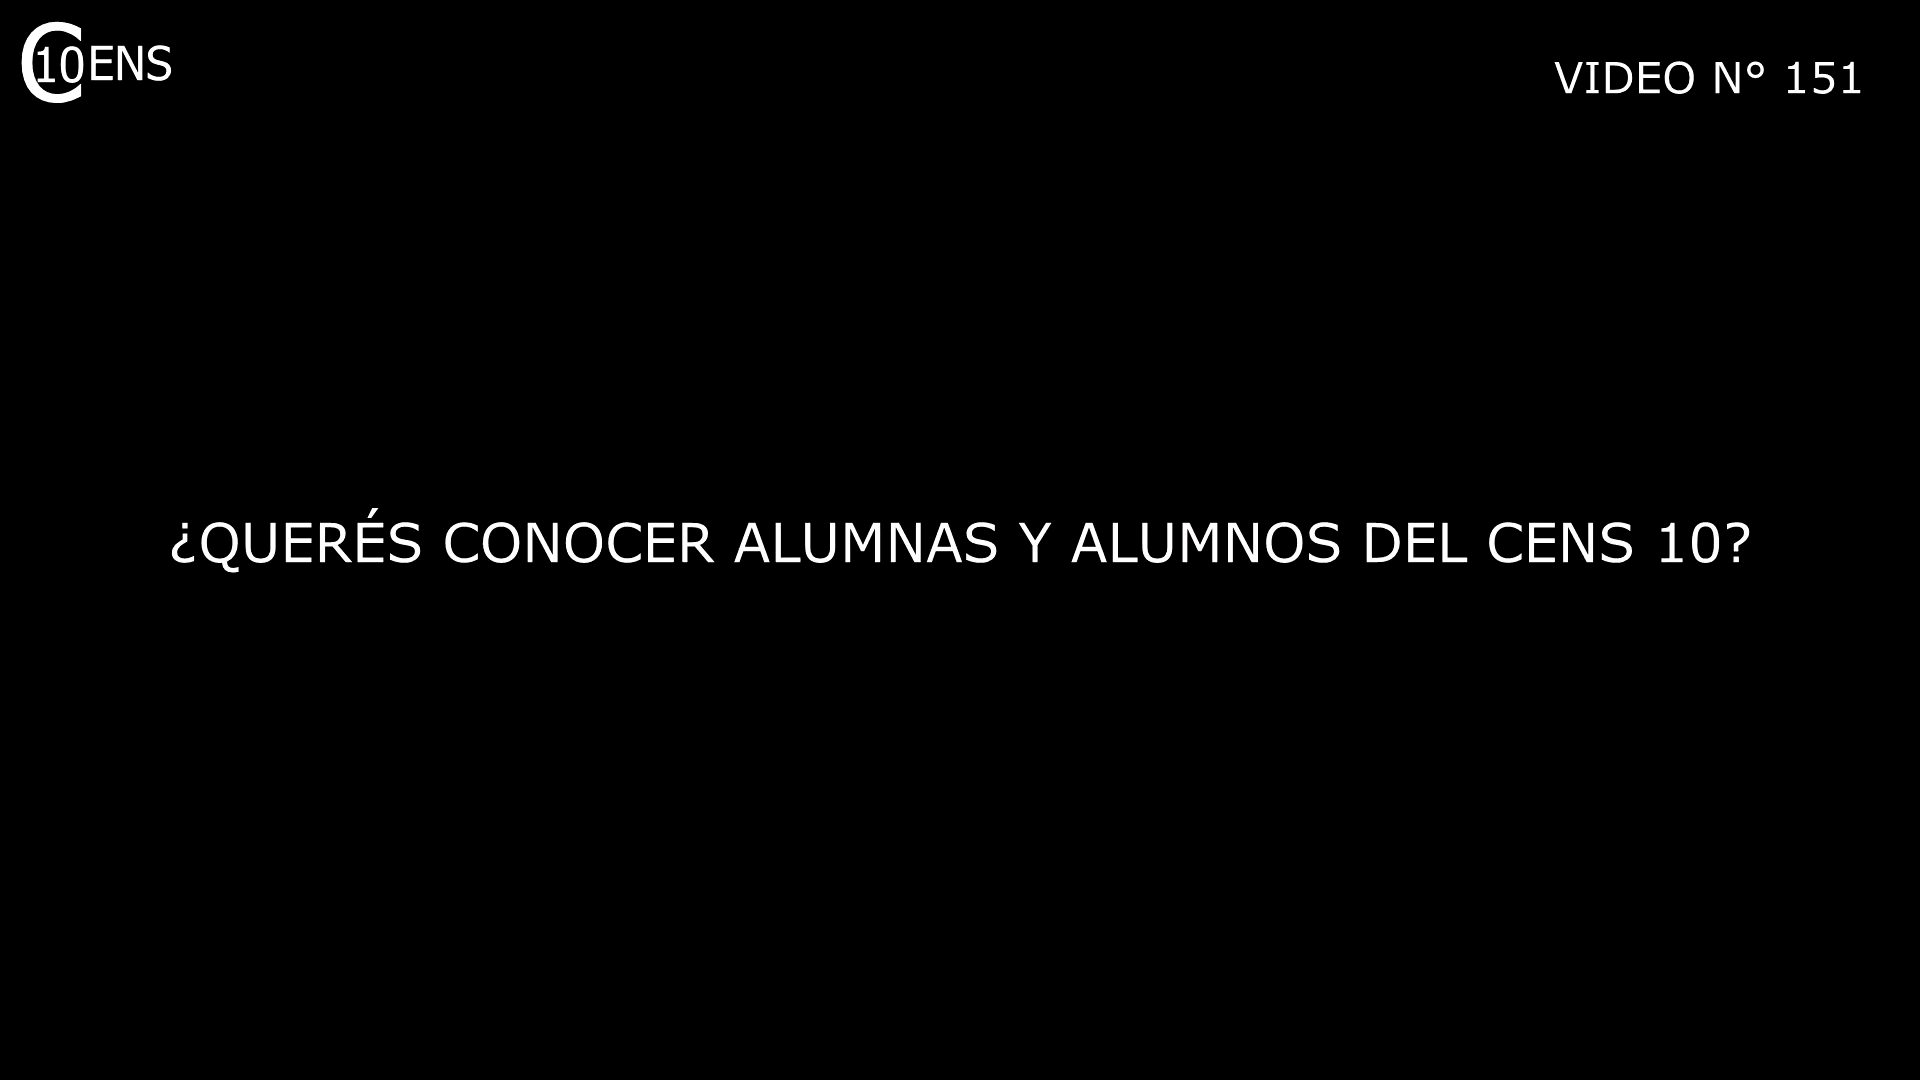 C10ENS
VIDEO N° 151
¿QUERÉS CONOCER ALUMNAS Y ALUMNOS DEL CENS 10?